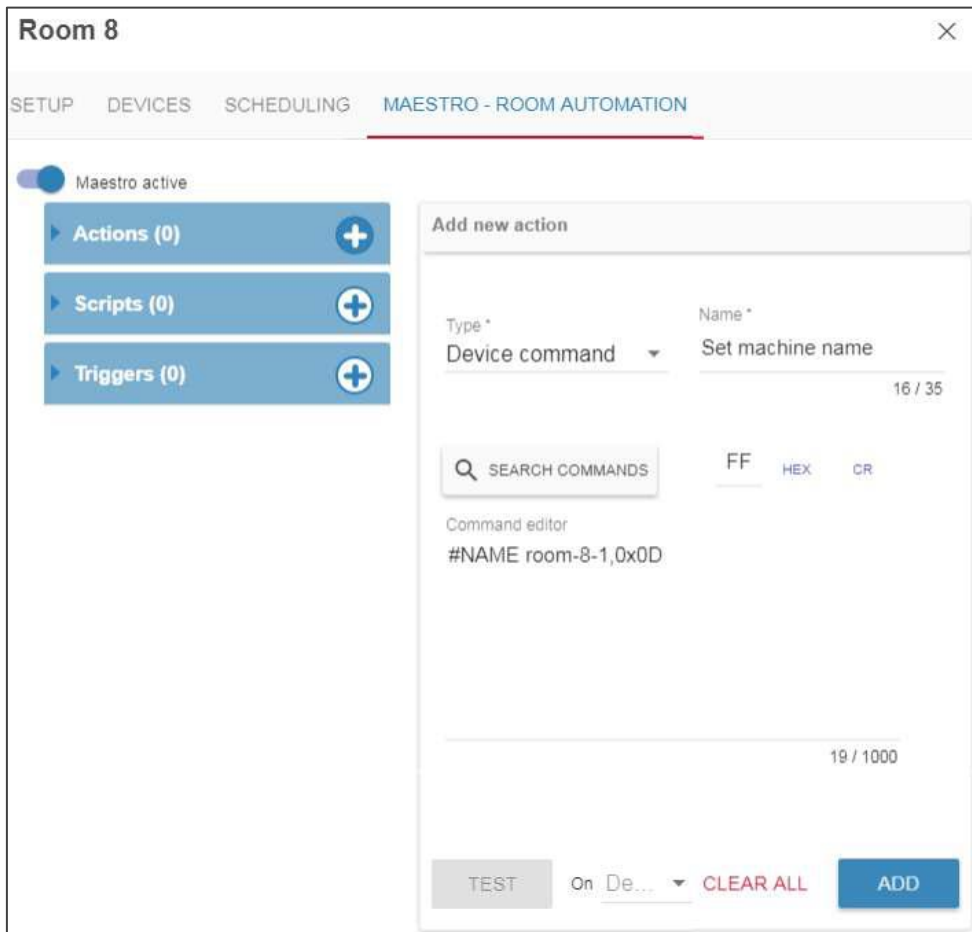 Room 8
SETUP DEVICES SCHEDULING MAESTRO - ROOM AUTOMATION
Maestro active
Actions (0)
Scripts (0)
Triggers (0)
Add new action
Type * Name *
Device command Set machine name
16 / 35
SEARCH COMMANDS FF HEX CR
Command editor
#NAME room-8-1,0x0D
19 / 1000
TEST On De... CLEAR ALL ADD